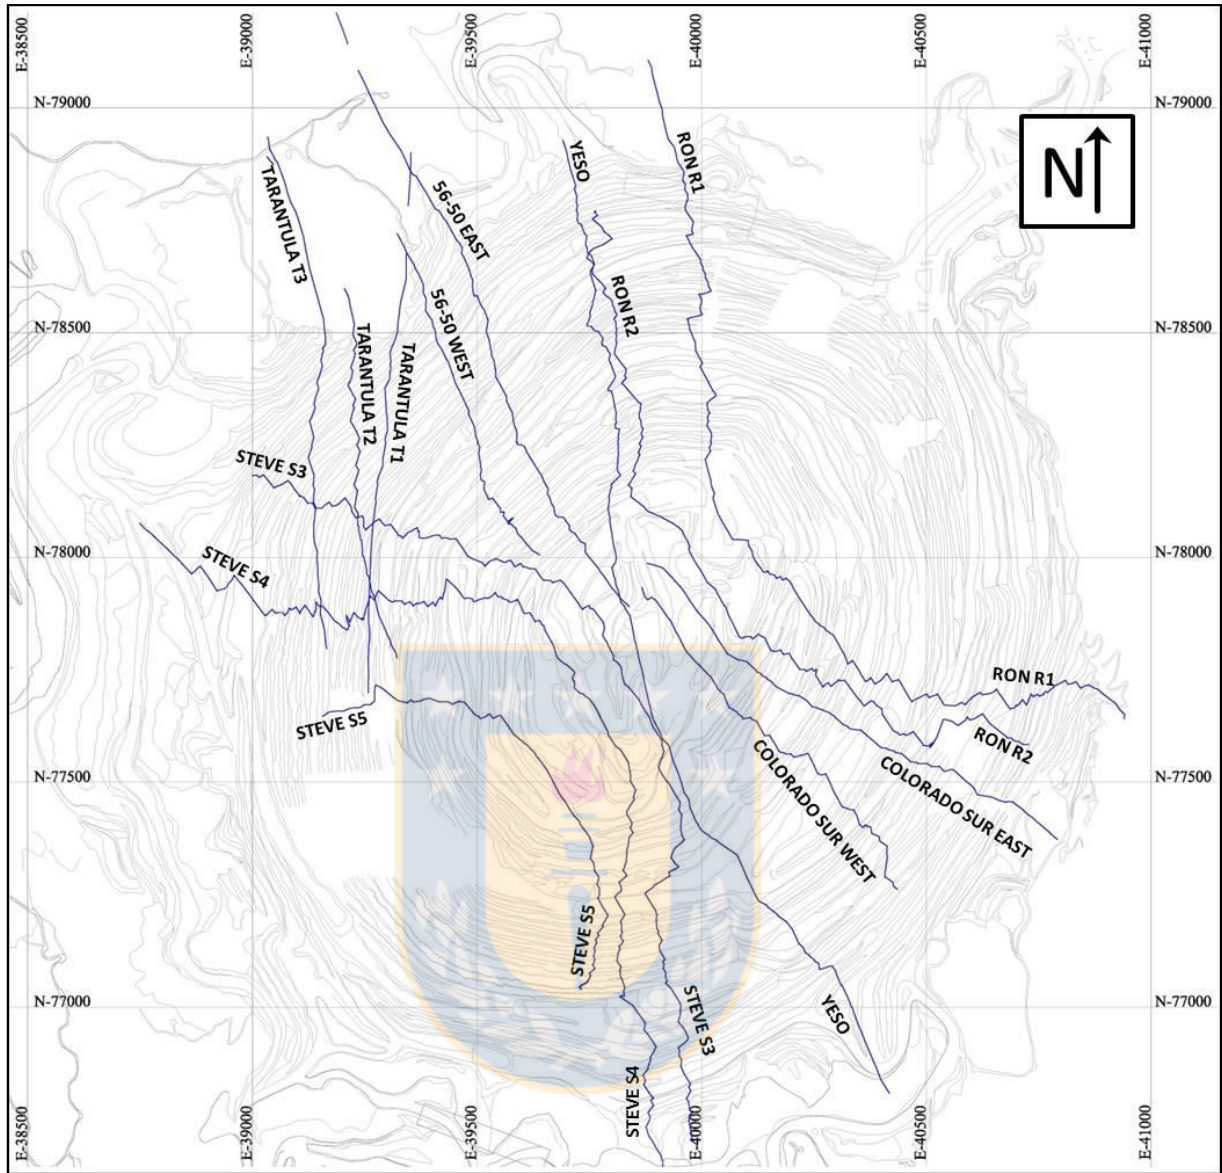 E-38500
E-39000
E-39500
E-40000
E-40500
E-41000
N-79000
N-79000
N
YESO
RON R1
TARANTULA T3
56-50 EAST
RON R2
56-50 WEST
N-78500
N-78500
TARANTULA T2
TARANTULA T1
STEVE S3
STEVE S4
N-78000
N-78000
RON R1
STEVE S5
RON R2
COLORADO SUR WEST
COLORADO SUR EAST
N-77500
N-77500
STEVE S5
N-77000
N-77000
STEVE S3
YESO
STEVE S4
E-38500
E-39000
E-39500
E-40000
E-40500
E-41000